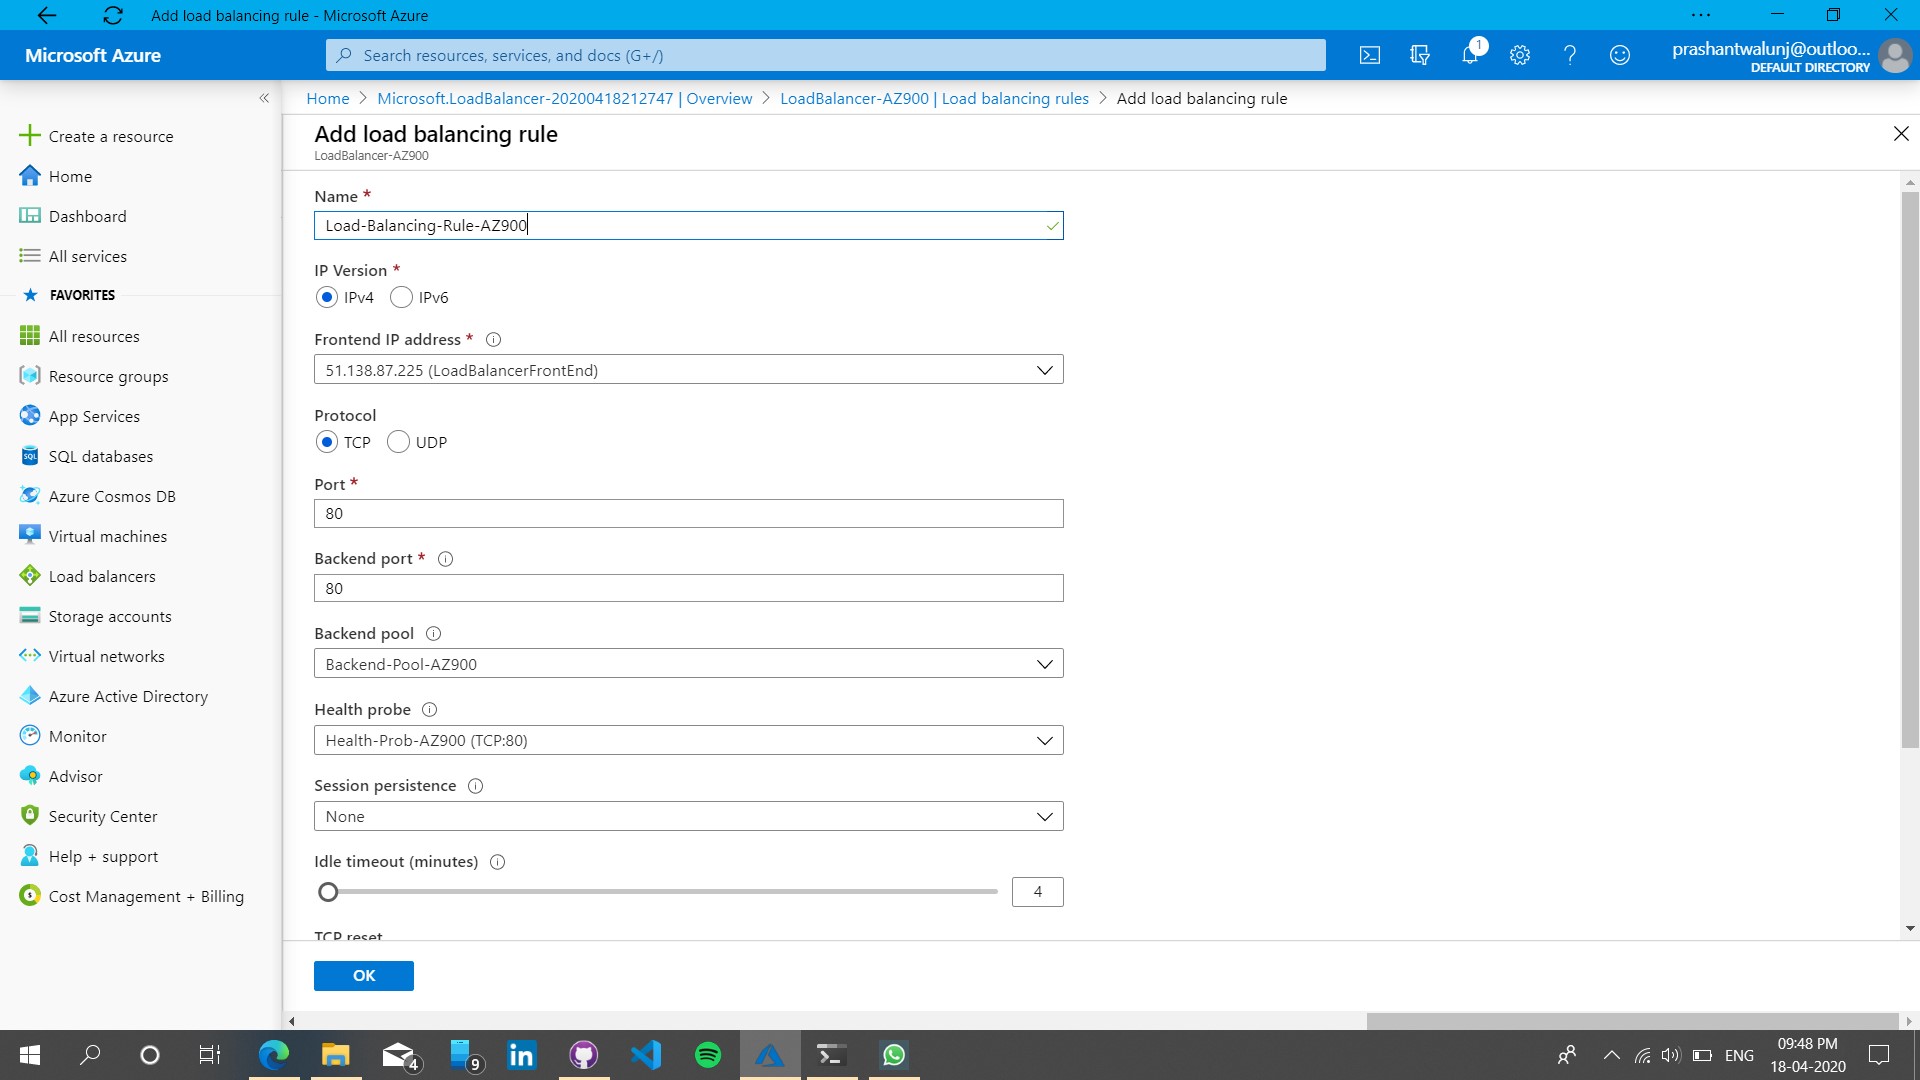 Add load balancing rule - Microsoft Azure
Microsoft Azure
Search resources, services, and docs (G+/)
1
prashantwalunj@outloo...
DEFAULT DIRECTORY
Home > Microsoft.LoadBalancer-20200418212747 | Overview > LoadBalancer-AZ900 | Load balancing rules > Add load balancing rule
Create a resource
Home
Dashboard
All services
FAVORITES
All resources
Resource groups
App Services
SQL databases
Azure Cosmos DB
Virtual machines
Load balancers
Storage accounts
Virtual networks
Azure Active Directory
Monitor
Advisor
Security Center
Help + support
Cost Management + Billing
Add load balancing rule
LoadBalancer-AZ900
Name *
Load-Balancing-Rule-AZ900
IP Version *
IPv4 IPv6
Frontend IP address *
51.138.87.225 (LoadBalancerFrontEnd)
Protocol
TCP UDP
Port *
80
Backend port *
80
Backend pool
Backend-Pool-AZ900
Health probe
Health-Prob-AZ900 (TCP:80)
Session persistence
None
Idle timeout (minutes)
4
TCP reset
OK
4
9
ENG
09:48 PM
18-04-2020